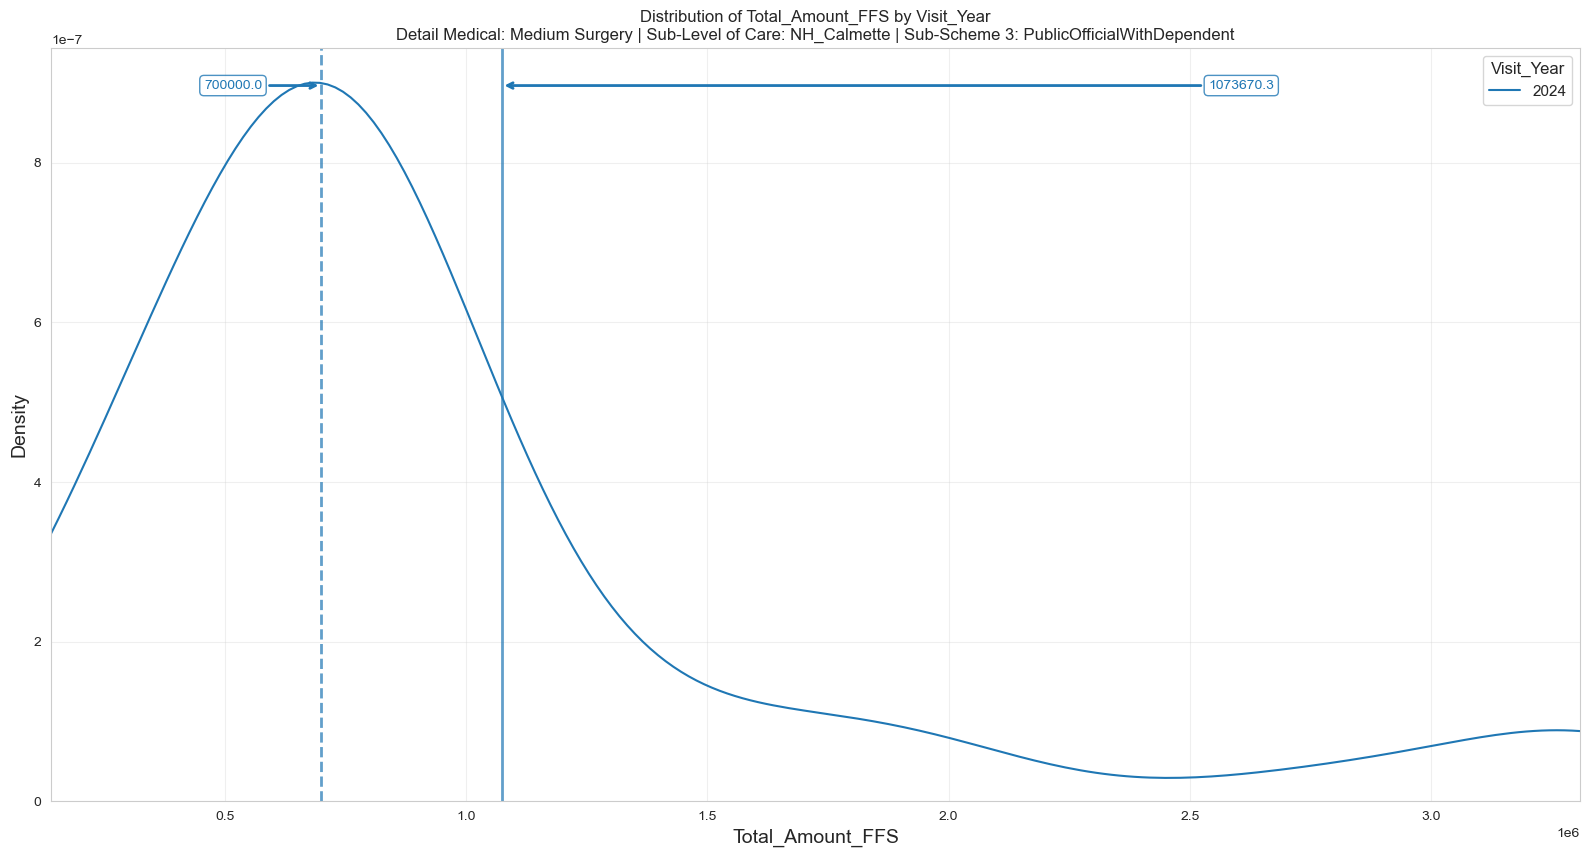 Distribution of Total_Amount_FFS by Visit_Year
Detail Medical: Medium Surgery | Sub-Level of Care: NH_Calmette | Sub-Scheme 3: PublicOfficialWithDependent
1e−7
700000.0
1073670.3
Visit_Year
2024
8
6
4
2
0
Density
0.5
1.0
1.5
2.0
2.5
3.0
1e6
Total_Amount_FFS